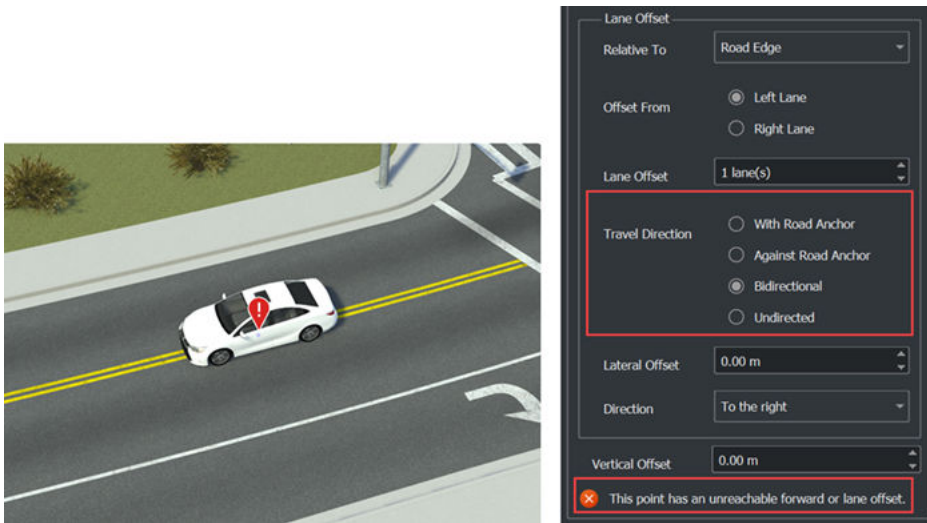 Lane Offset
Relative To
Road Edge
Offset From
Left Lane
Right Lane
Lane Offset
1 lane(s)
Travel Direction
With Road Anchor
Against Road Anchor
Bidirectional
Undirected
Lateral Offset
0.00 m
Direction
To the right
Vertical Offset
0.00 m
This point has an unreachable forward or lane offset.